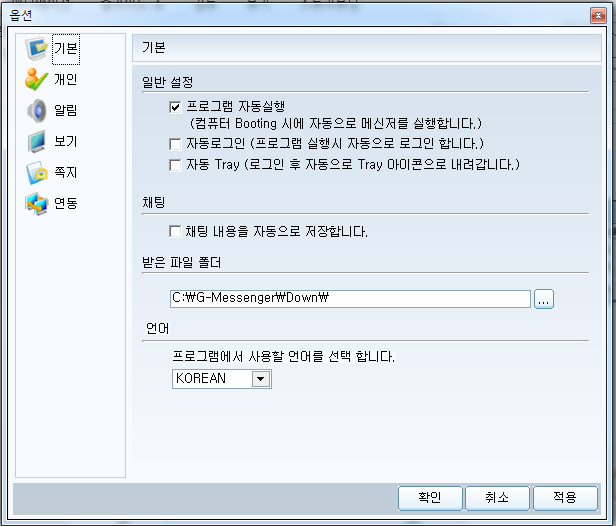 옵션
기본
개인
알림
보기
쪽지
연동
기본
일반 설정
프로그램 자동실행
(컴퓨터 Booting 시에 자동으로 메신저를 실행합니다.)
자동로그인 (프로그램 실행시 자동으로 로그인 합니다.)
자동 Tray (로그인 후 자동으로 Tray 아이콘으로 내려갑니다.)
채팅
채팅 내용을 자동으로 저장합니다.
받은 파일 폴더
C:₩G-Messenger₩Down₩
...
언어
프로그램에서 사용할 언어를 선택 합니다.
KOREAN
확인 취소 적용